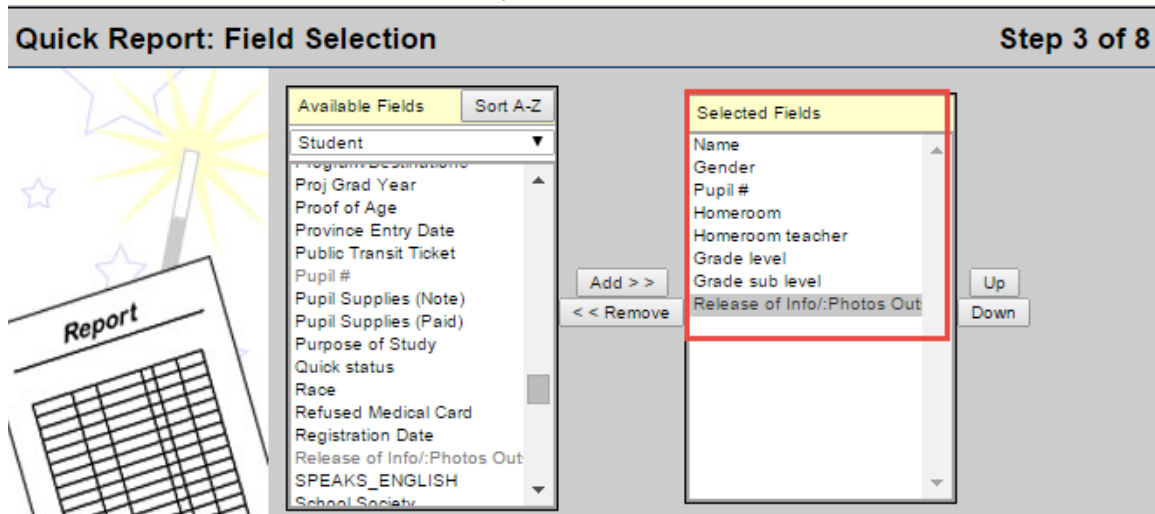 Quick Report: Field Selection
Step 3 of 8
Available Fields
Sort A-Z
Student
Proj Grad Year
Proof of Age
Province Entry Date
Public Transit Ticket
Pupil #
Pupil Supplies (Note)
Pupil Supplies (Paid)
Purpose of Study
Quick status
Race
Refused Medical Card
Registration Date
Release of Info/:Photos Out
SPEAKS_ENGLISH
School Society
Add > >
< < Remove
Selected Fields
Name
Gender
Pupil #
Homeroom
Homeroom teacher
Grade level
Grade sub level
Release of Info/:Photos Out
Up
Down
Report